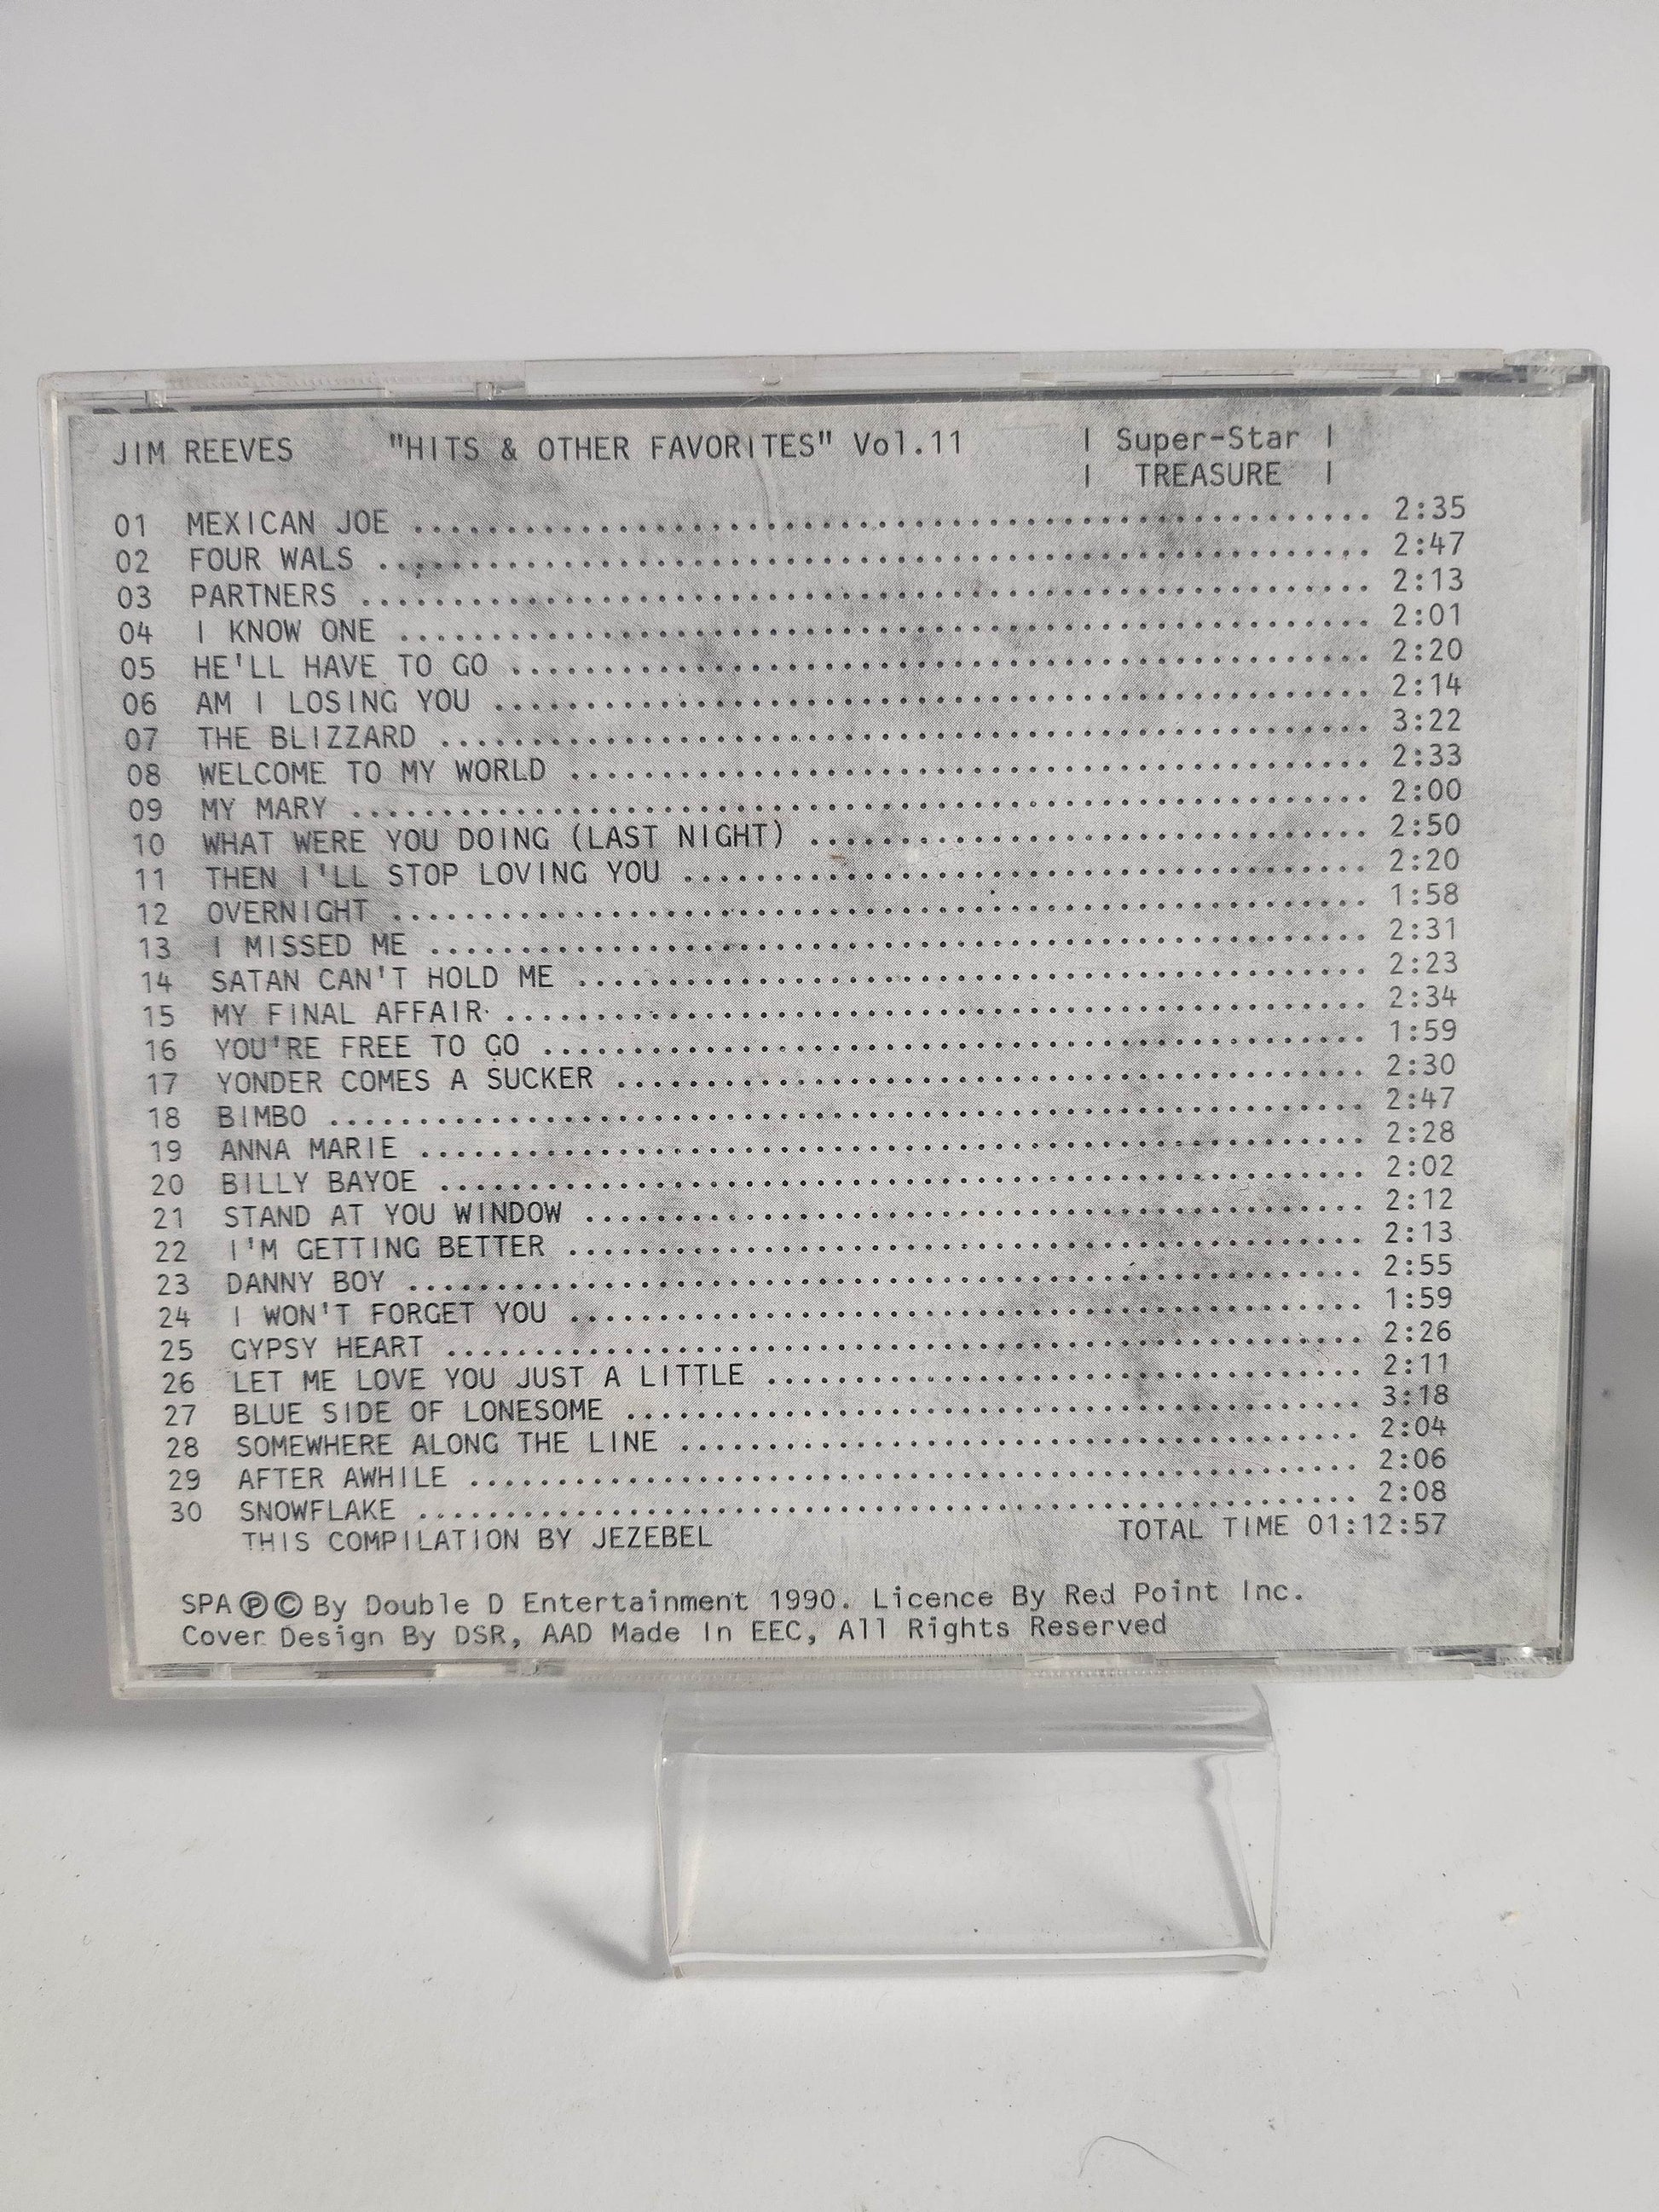 JIM REEVES "HITS & OTHER FAVORITES" Vol.11 | Super-Star |
| TREASURE |
01 MEXICAN JOE ........ 2:35
02 FOUR WALS ........ 2:47
03 PARTNERS ........ 2:13
04 I KNOW ONE ........ 2:01
05 HE'LL HAVE TO GO ........ 2:20
06 AM I LOSING YOU ........ 2:14
07 THE BLIZZARD ........ 3:22
08 WELCOME TO MY WORLD ........ 2:33
09 MY MARY ........ 2:00
10 WHAT WERE YOU DOING (LAST NIGHT) ........ 2:50
11 THEN I'LL STOP LOVING YOU ........ 2:20
12 OVERNIGHT ........ 1:58
13 I MISSED ME ........ 2:31
14 SATAN CAN'T HOLD ME ........ 2:23
15 MY FINAL AFFAIR ........ 2:34
16 YOU'RE FREE TO GO ........ 1:59
17 YONDER COMES A SUCKER ........ 2:30
18 BIMBO ........ 2:47
19 ANNA MARIE ........ 2:28
20 BILLY BAYOE ........ 2:02
21 STAND AT YOU WINDOW ........ 2:12
22 I'M GETTING BETTER ........ 2:13
23 DANNY BOY ........ 2:55
24 I WON'T FORGET YOU ........ 1:59
25 GYPSY HEART ........ 2:26
26 LET ME LOVE YOU JUST A LITTLE ........ 2:11
27 BLUE SIDE OF LONESOME ........ 3:18
28 SOMEWHERE ALONG THE LINE ........ 2:04
29 AFTER AWHILE ........ 2:06
30 SNOWFLAKE ........ 2:08
THIS COMPILATION BY JEZEBEL TOTAL TIME 01:12:57
SPA ℗ © By Double D Entertainment 1990. Licence By Red Point Inc.
Cover Design By DSR, AAD Made In EEC, All Rights Reserved